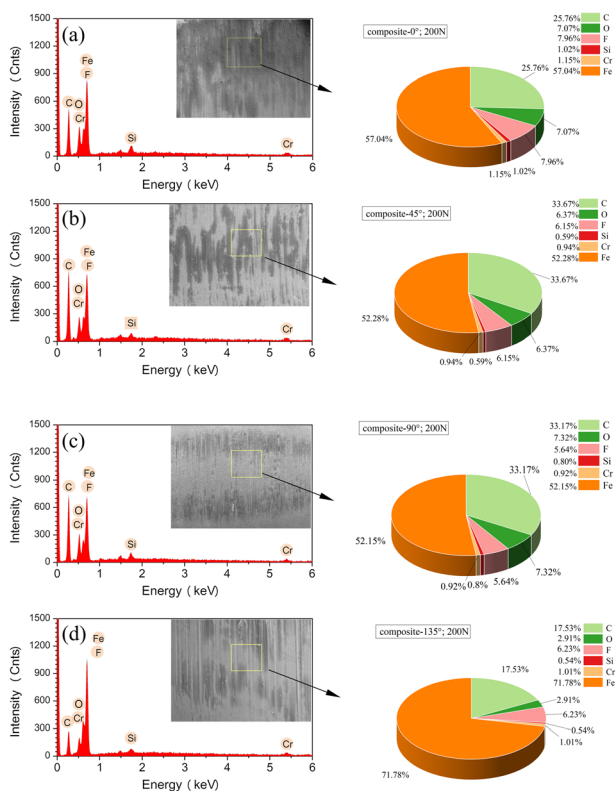 (a)
1500
1200
900
600
300
0
Intensity (Cnts)
Fe
F
C
O
Cr
Si
Cr
0 1 2 3 4 5 6
Energy (keV)
composite-0°; 200N
25.76% C
7.07% O
7.96% F
1.02% Si
1.15% Cr
57.04% Fe
25.76%
7.07%
7.96%
1.02%
1.15%
57.04%
(b)
1500
1200
900
600
300
0
Intensity (Cnts)
C
Fe
F
O
Cr
Si
Cr
0 1 2 3 4 5 6
Energy (keV)
composite-45°; 200N
33.67% C
6.37% O
6.15% F
0.59% Si
0.94% Cr
52.28% Fe
33.67%
6.37%
6.15%
0.59%
0.94%
52.28%
(c)
1500
1200
900
600
300
0
Intensity (Cnts)
C
Fe
F
O
Cr
Si
Cr
0 1 2 3 4 5 6
Energy (keV)
composite-90°; 200N
33.17% C
7.32% O
5.64% F
0.80% Si
0.92% Cr
52.15% Fe
33.17%
7.32%
5.64%
0.8%
0.92%
52.15%
(d)
1500
1200
900
600
300
0
Intensity (Cnts)
Fe
F
O
C
Cr
Si
Cr
0 1 2 3 4 5 6
Energy (keV)
composite-135°; 200N
17.53% C
2.91% O
6.23% F
0.54% Si
1.01% Cr
71.78% Fe
17.53%
2.91%
6.23%
0.54%
1.01%
71.78%